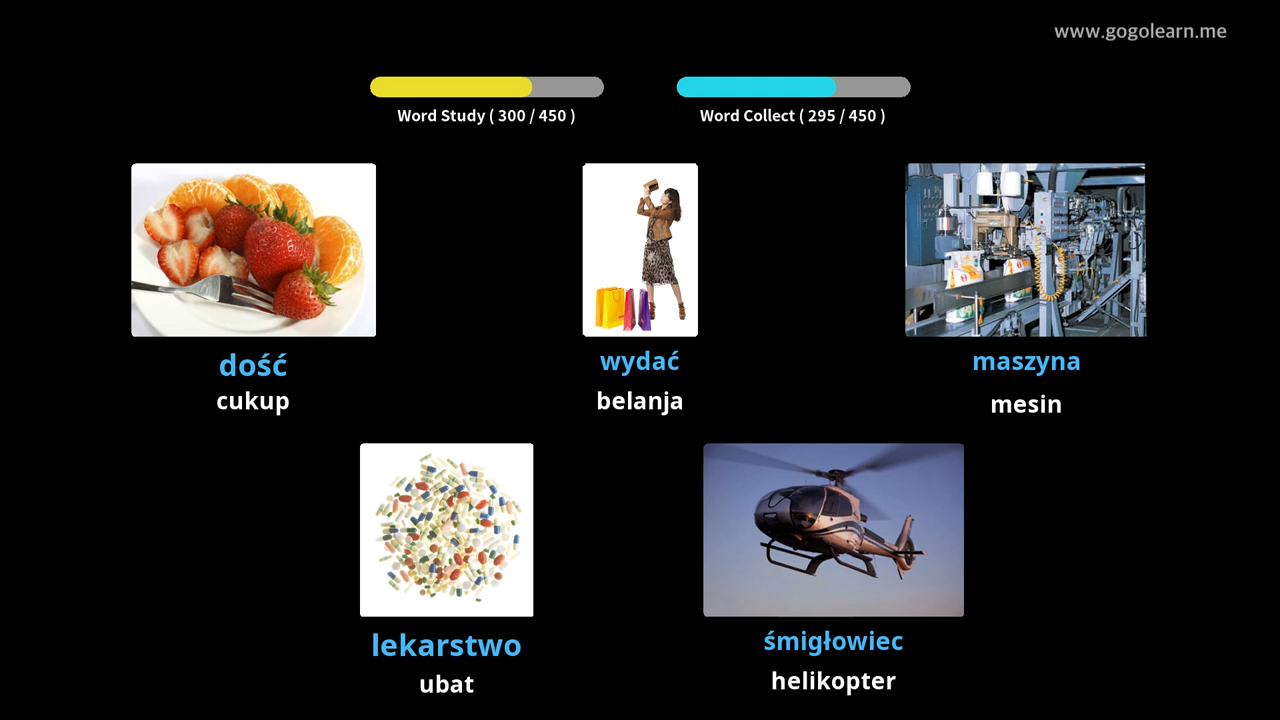 www.gogolearn.me
Word Study ( 300 / 450 )
Word Collect ( 295 / 450 )
dość
cukup
wydać
belanja
maszyna
mesin
lekarstwo
ubat
śmigłowiec
helikopter